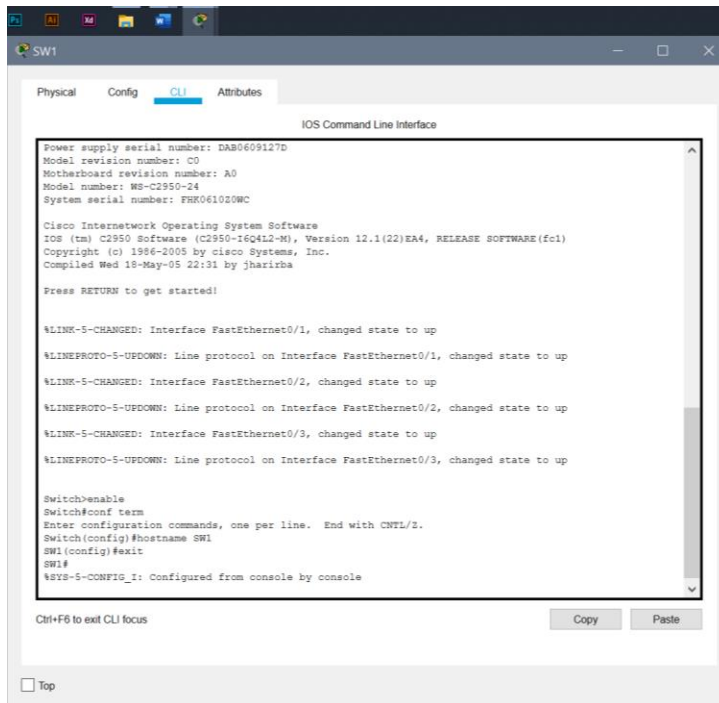 Ps Ai Xd W
SW1
Physical Config CLI Attributes
IOS Command Line Interface
Power supply serial number: DAB0609127D
Model revision number: C0
Motherboard revision number: A0
Model number: WS-C2950-24
System serial number: FHK0610Z0WC
Cisco Internetwork Operating System Software
IOS (tm) C2950 Software (C2950-I6Q4L2-M), Version 12.1(22)EA4, RELEASE SOFTWARE(fc1)
Copyright (c) 1986-2005 by cisco Systems, Inc.
Compiled Wed 18-May-05 22:31 by jharirba
Press RETURN to get started!
%LINK-5-CHANGED: Interface FastEthernet0/1, changed state to up
%LINEPROTO-5-UPDOWN: Line protocol on Interface FastEthernet0/1, changed state to up
%LINK-5-CHANGED: Interface FastEthernet0/2, changed state to up
%LINEPROTO-5-UPDOWN: Line protocol on Interface FastEthernet0/2, changed state to up
%LINK-5-CHANGED: Interface FastEthernet0/3, changed state to up
%LINEPROTO-5-UPDOWN: Line protocol on Interface FastEthernet0/3, changed state to up
Switch>enable
Switch#conf term
Enter configuration commands, one per line. End with CNTL/Z.
Switch(config)#hostname SW1
SW1(config)#exit
SW1#
%SYS-5-CONFIG_I: Configured from console by console
Ctrl+F6 to exit CLI focus
Copy Paste
Top